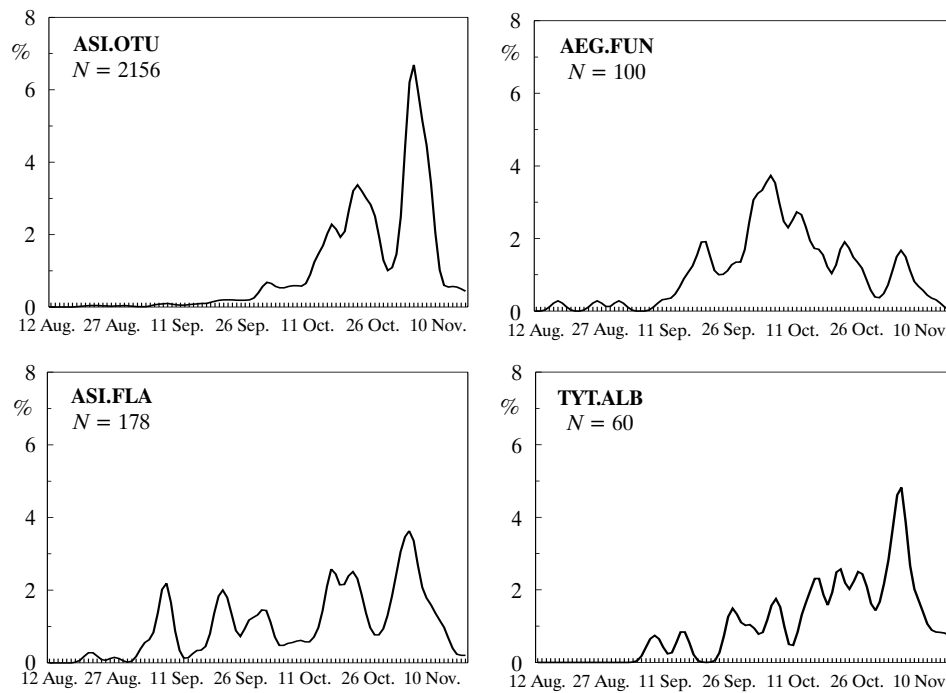 8
ASI.OTU
% N = 2156
6
4
2
0
12 Aug. 27 Aug. 11 Sep. 26 Sep. 11 Oct. 26 Oct. 10 Nov.
8
AEG.FUN
% N = 100
6
4
2
0
12 Aug. 27 Aug. 11 Sep. 26 Sep. 11 Oct. 26 Oct. 10 Nov.
8
ASI.FLA
% N = 178
6
4
2
0
12 Aug. 27 Aug. 11 Sep. 26 Sep. 11 Oct. 26 Oct. 10 Nov.
8
TYT.ALB
% N = 60
6
4
2
0
12 Aug. 27 Aug. 11 Sep. 26 Sep. 11 Oct. 26 Oct. 10 Nov.